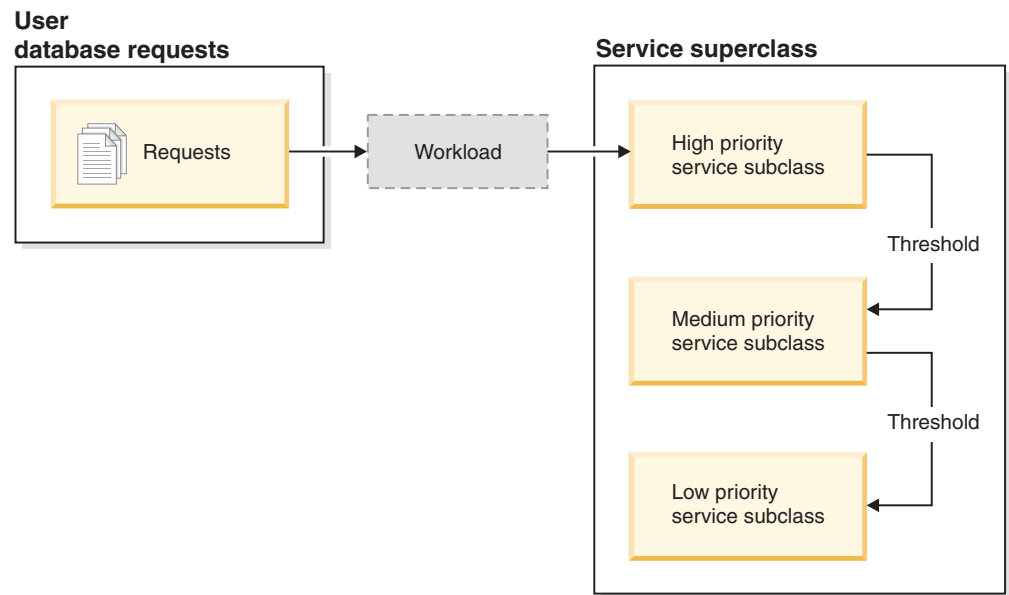 User
database requests
Requests
Workload
Service superclass
High priority
service subclass
Threshold
Medium priority
service subclass
Threshold
Low priority
service subclass